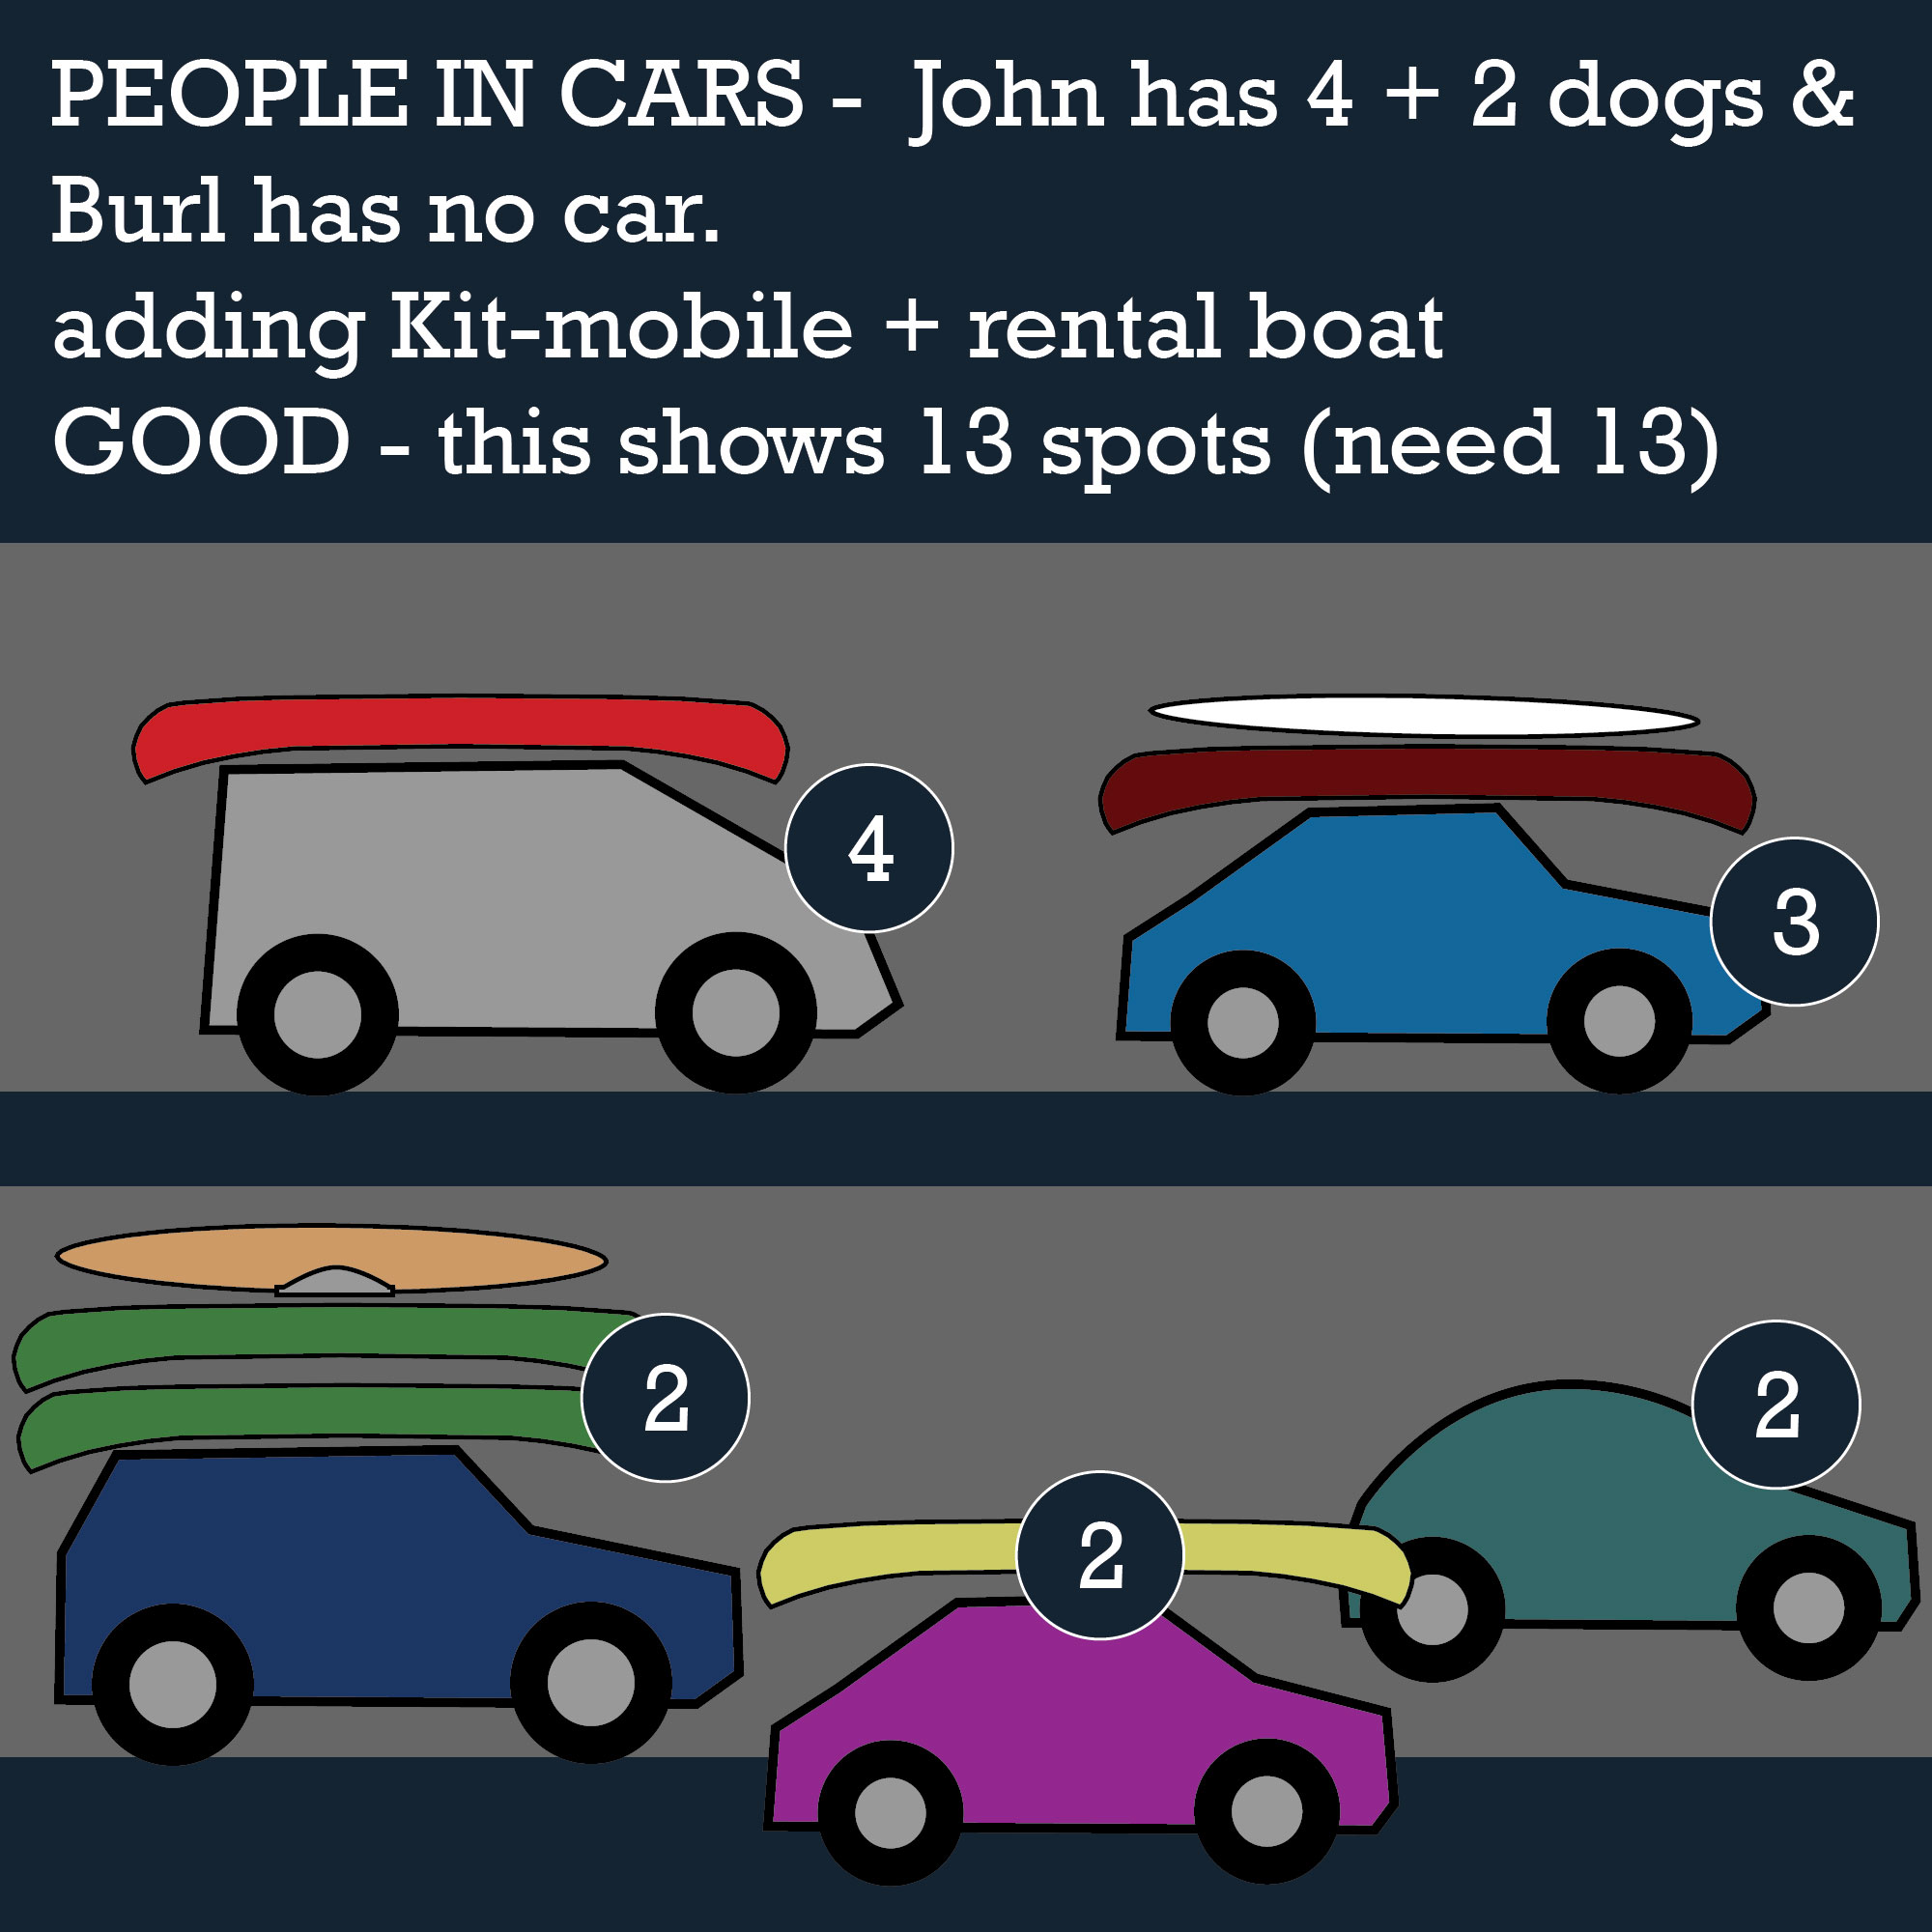 PEOPLE IN CARS - John has 4 + 2 dogs &
Burl has no car.
adding Kit-mobile + rental boat
GOOD - this shows 13 spots (need 13)
4
3
2
2
2